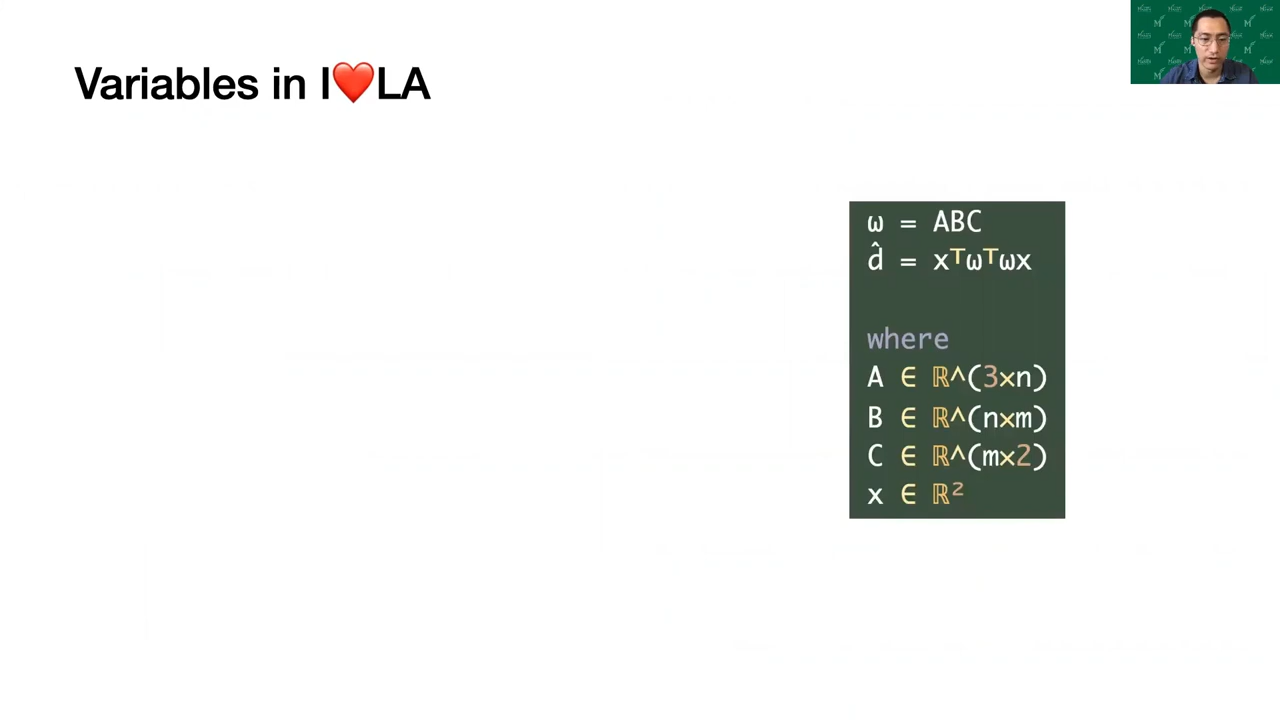 Variables in I❤️LA
ω = ABC
d̂ = xᵀωᵀωx
where
A ∈ ℝ^(3×n)
B ∈ ℝ^(n×m)
C ∈ ℝ^(m×2)
x ∈ ℝ²